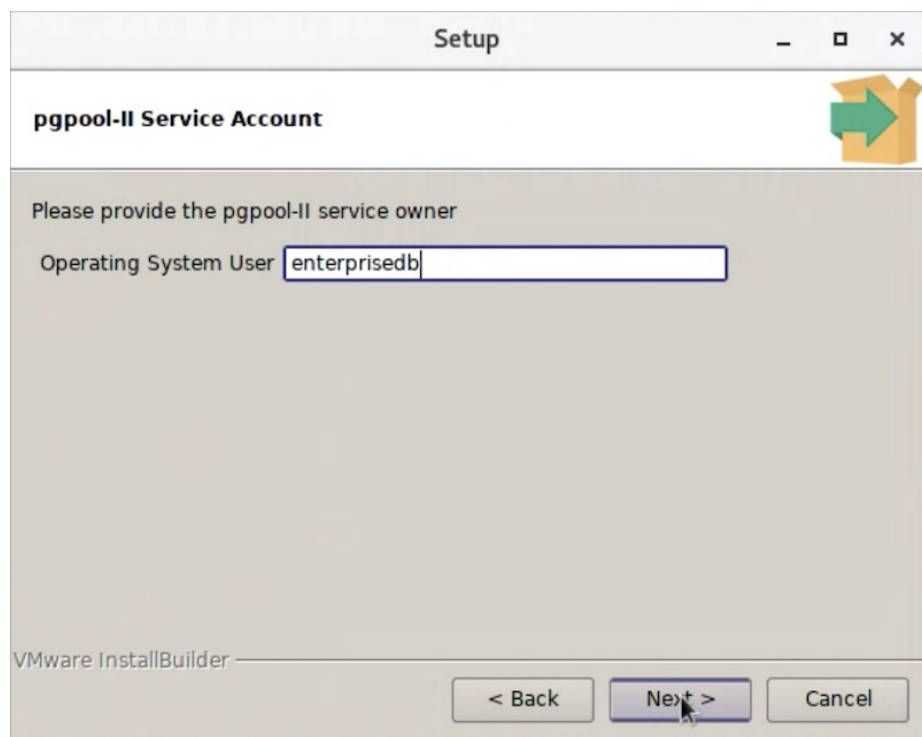 Setup
pgpool-II Service Account
Please provide the pgpool-II service owner
Operating System User enterprisedb
VMware InstallBuilder
< Back Next > Cancel